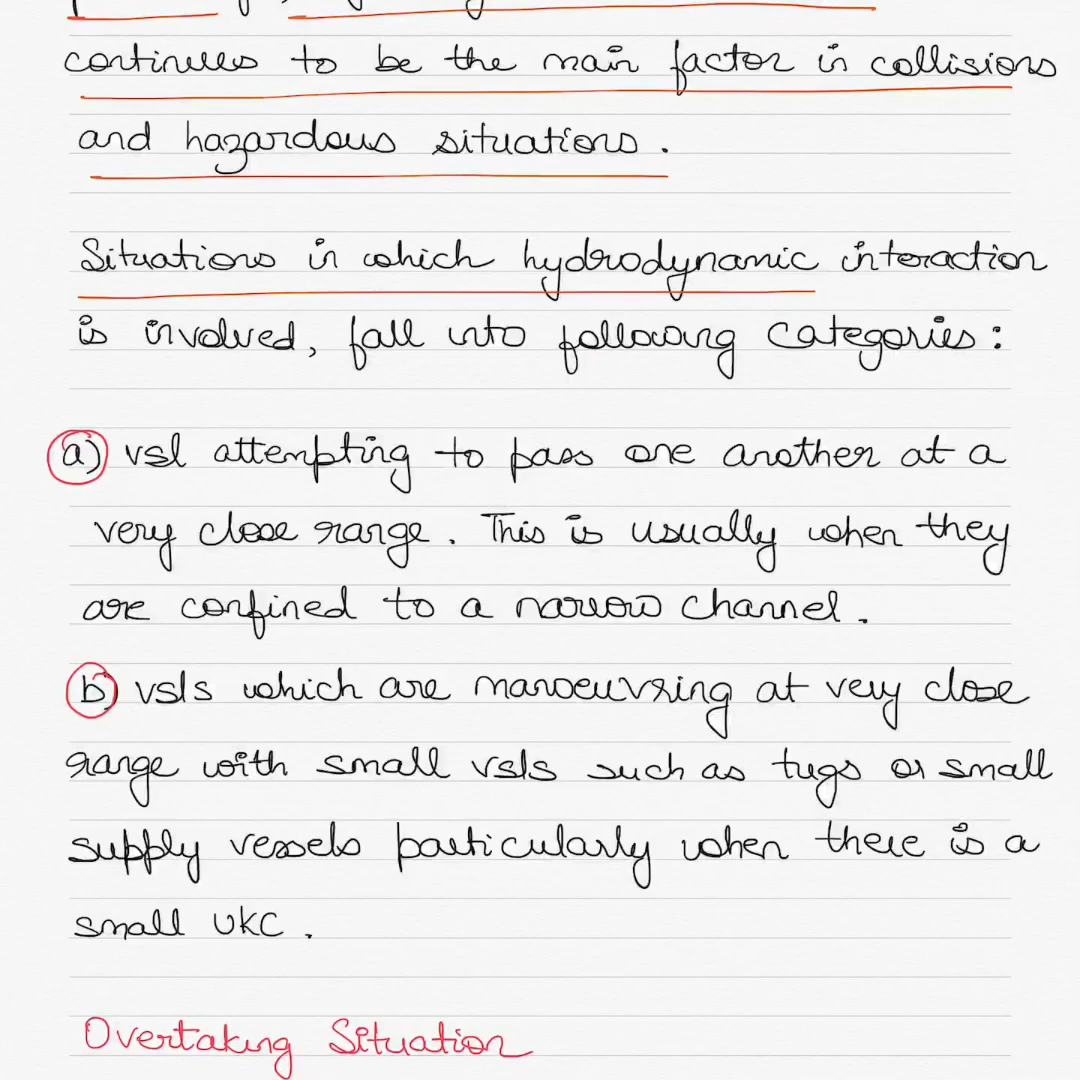 continues to be the main factor in collisions
and hazardous situations.
Situations in which hydrodynamic interaction
is involved, fall into following categories:
a) vsl attempting to pass one another at a
very close range. This is usually when they
are confined to a narrow channel.
b) vsls which are manoeuvring at very close
range with small vsls such as tugs or small
supply vessels particularly when there is a
small UKC.
Overtaking Situation